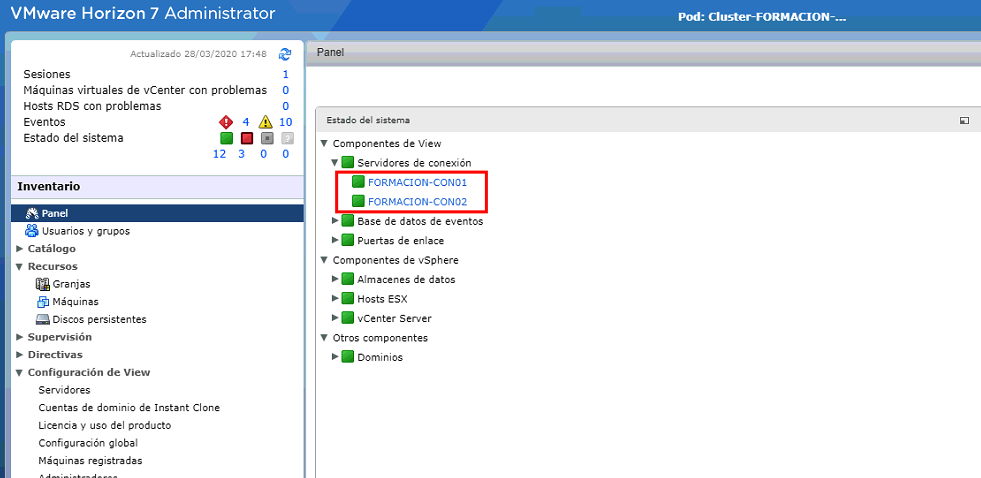 VMware Horizon 7 Administrator
Pod: Cluster-FORMACION-...
Actualizado 28/03/2020 17:48
Sesiones 1
Máquinas virtuales de vCenter con problemas 0
Hosts RDS con problemas 0
Eventos 4 10
Estado del sistema
12 3 0 0
Inventario
Panel
Usuarios y grupos
Catálogo
Recursos
Granjas
Máquinas
Discos persistentes
Supervisión
Directivas
Configuración de View
Servidores
Cuentas de dominio de Instant Clone
Licencia y uso del producto
Configuración global
Máquinas registradas
Administradores
Panel
Estado del sistema
Componentes de View
Servidores de conexión
FORMACION-CON01
FORMACION-CON02
Base de datos de eventos
Puertas de enlace
Componentes de vSphere
Almacenes de datos
Hosts ESX
vCenter Server
Otros componentes
Dominios